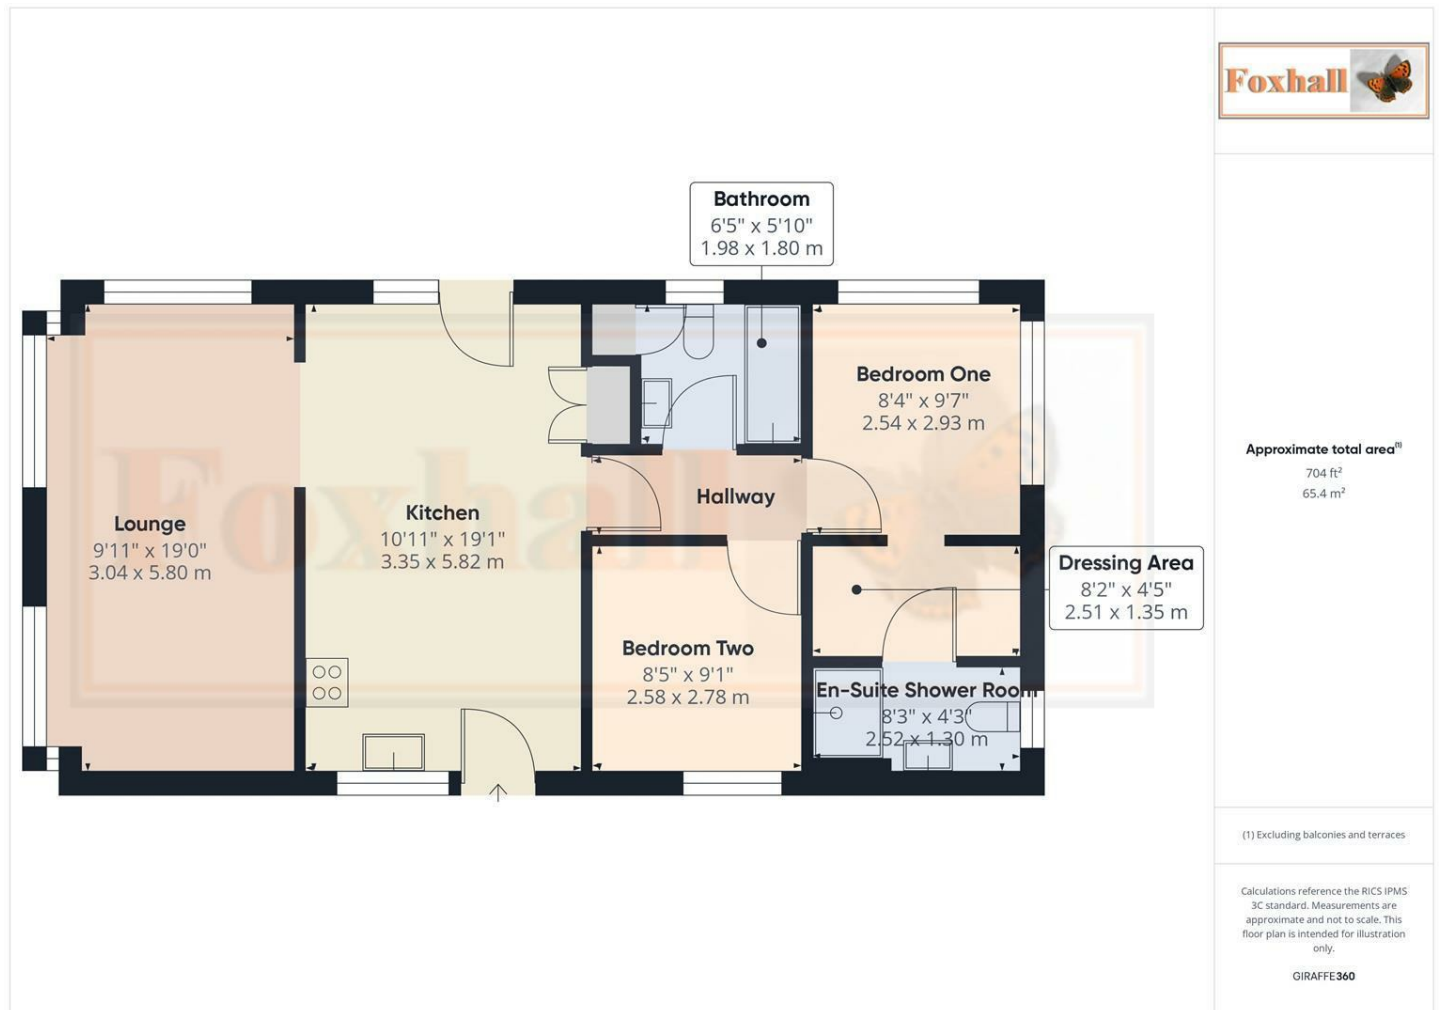 Foxhall
Bathroom
6'5" x 5'10"
1.98 x 1.80 m
Bedroom One
8'4" x 9'7"
2.54 x 2.93 m
Hallway
Lounge
9'11" x 19'0"
3.04 x 5.80 m
Kitchen
10'11" x 19'1"
3.35 x 5.82 m
Dressing Area
8'2" x 4'5"
2.51 x 1.35 m
Bedroom Two
8'5" x 9'1"
2.58 x 2.78 m
En-Suite Shower Room
8'3" x 4'3"
2.52 x 1.30 m
Foxhall
Approximate total area(1)
704 ft²
65.4 m²
(1) Excluding balconies and terraces
Calculations reference the RICS IPMS
3C standard. Measurements are
approximate and not to scale. This
floor plan is intended for illustration
only.
GIRAFFE360